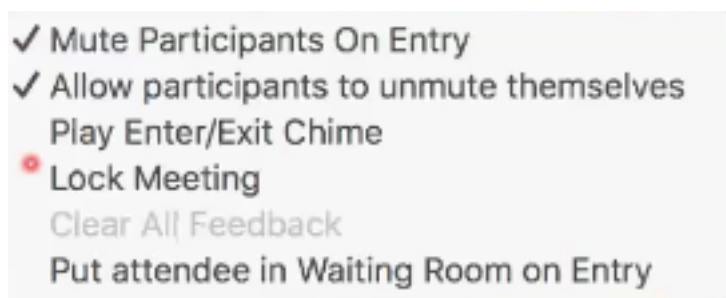 ✓ Mute Participants On Entry
✓ Allow participants to unmute themselves
Play Enter/Exit Chime
Lock Meeting
Clear All Feedback
Put attendee in Waiting Room on Entry